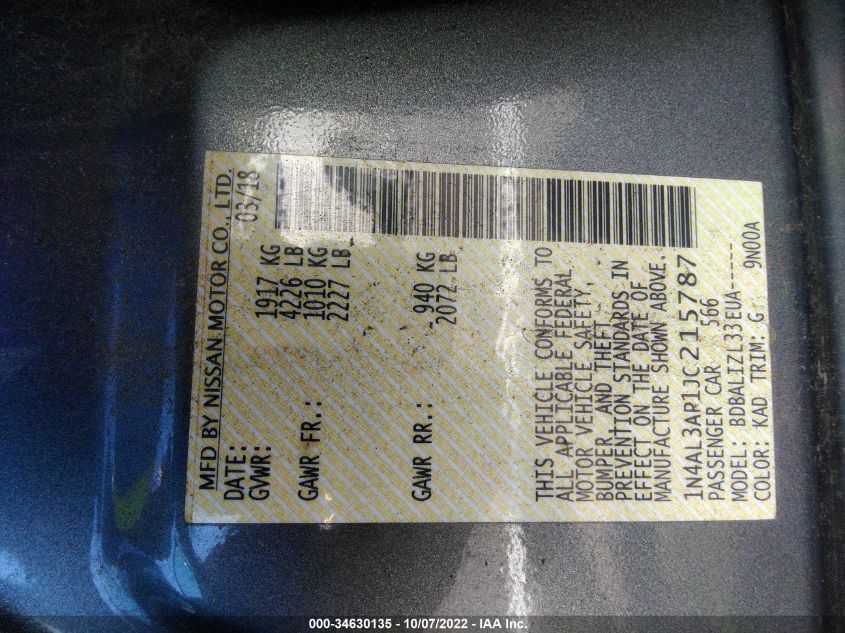 MFD BY NISSAN MOTOR CO., LTD.
DATE: 03/18
GVWR: 1917 KG
4226 LB
GAWR FR.: 1010 KG
2227 LB
GAWR RR.: 940 KG
2072 LB
THIS VEHICLE CONFORMS TO
ALL APPLICABLE FEDERAL
MOTOR VEHICLE SAFETY,
BUMPER AND THEFT
PREVENTION STANDARDS IN
EFFECT ON THE DATE OF
MANUFACTURE SHOWN ABOVE.
1N4AL3AP1JC215787
PASSENGER CAR 566
MODEL: BDBALIZL33EUA-----
COLOR: KAD TRIM: G 9N00A
000-34630135 - 10/07/2022 - IAA Inc.